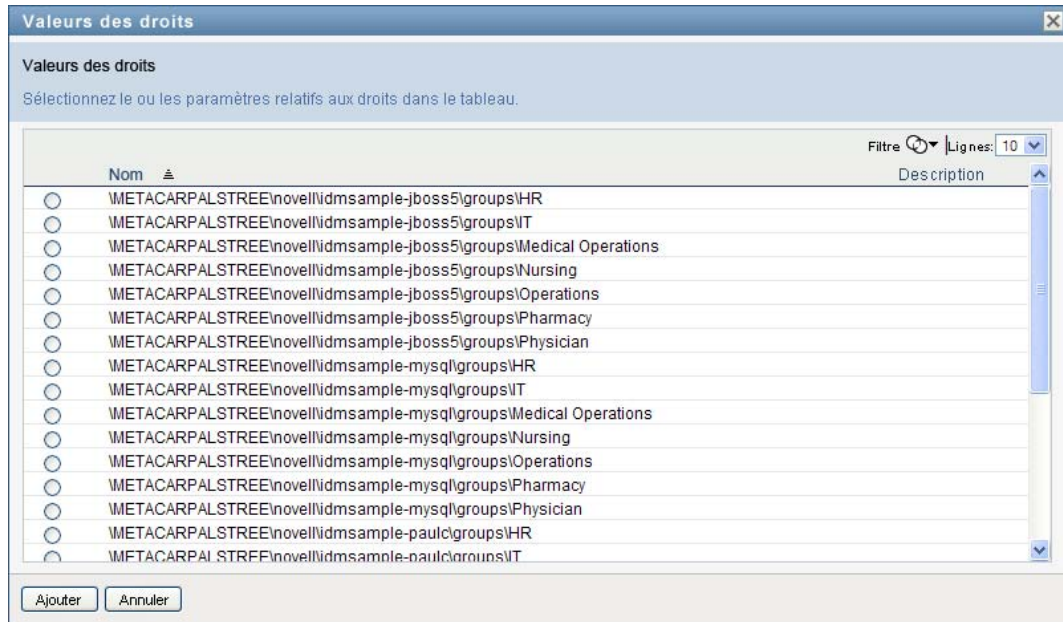 Valeurs des droits
Valeurs des droits
Sélectionnez le ou les paramètres relatifs aux droits dans le tableau.
Filtre Lignes: 10
Nom Description
\METACARPALSTREE\novell\idmsample-jboss5\groups\HR
\METACARPALSTREE\novell\idmsample-jboss5\groups\IT
\METACARPALSTREE\novell\idmsample-jboss5\groups\Medical Operations
\METACARPALSTREE\novell\idmsample-jboss5\groups\Nursing
\METACARPALSTREE\novell\idmsample-jboss5\groups\Operations
\METACARPALSTREE\novell\idmsample-jboss5\groups\Pharmacy
\METACARPALSTREE\novell\idmsample-jboss5\groups\Physician
\METACARPALSTREE\novell\idmsample-mysql\groups\HR
\METACARPALSTREE\novell\idmsample-mysql\groups\IT
\METACARPALSTREE\novell\idmsample-mysql\groups\Medical Operations
\METACARPALSTREE\novell\idmsample-mysql\groups\Nursing
\METACARPALSTREE\novell\idmsample-mysql\groups\Operations
\METACARPALSTREE\novell\idmsample-mysql\groups\Pharmacy
\METACARPALSTREE\novell\idmsample-mysql\groups\Physician
\METACARPALSTREE\novell\idmsample-paulc\groups\HR
\METACARPALSTREE\novell\idmsample-paulc\groups\IT
Ajouter Annuler